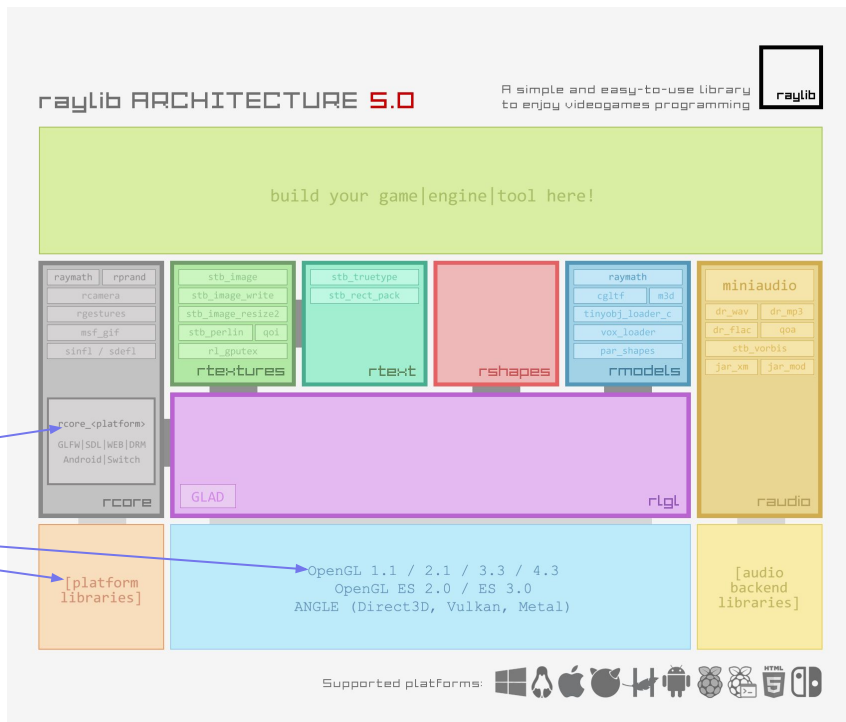 raylib ARCHITECTURE 5.0
A simple and easy-to-use library
to enjoy videogames programming
raylib
build your game|engine|tool here!
raymath
rprand
rcamera
rgestures
msf_gif
sinfl / sdefl
rcore_<platform>
GLFW|SDL|WEB|DRM
Android|Switch
rcore
stb_image
stb_image_write
stb_image_resize2
stb_perlin
qoi
rl_gputex
rtextures
stb_truetype
stb_rect_pack
rtext
rshapes
raymath
cgltf
m3d
tinyobj_loader_c
vox_loader
par_shapes
rmodels
miniaudio
dr_wav
dr_mp3
dr_flac
qoa
stb_vorbis
jar_xm
jar_mod
raudio
GLAD
rlgl
[platform
libraries]
OpenGL 1.1 / 2.1 / 3.3 / 4.3
OpenGL ES 2.0 / ES 3.0
ANGLE (Direct3D, Vulkan, Metal)
[audio
backend
libraries]
Supported platforms:
HTML
5